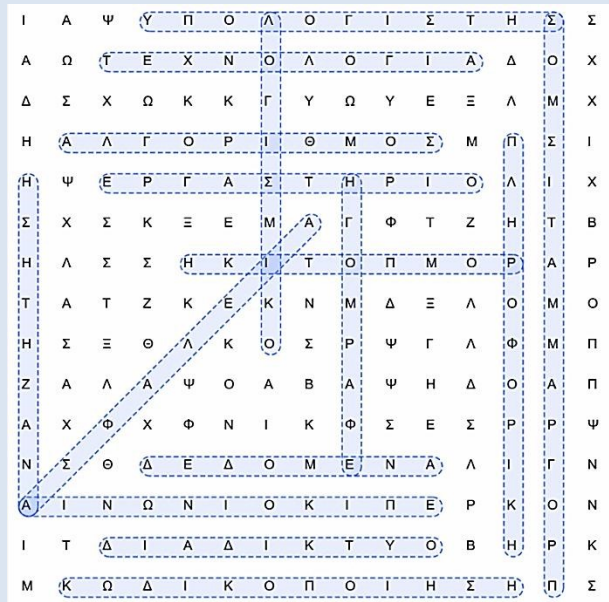 Ι Α Ψ Υ Π Ο Λ Ο Γ Ι Σ Τ Η Σ Σ
Α Ω Τ Ε Χ Ν Ο Λ Ο Γ Ι Α Δ Ο Χ
Δ Σ Χ Ω Κ Κ Γ Υ Ω Υ Ε Ξ Λ Μ Χ
Η Α Λ Γ Ο Ρ Ι Θ Μ Ο Σ Μ Π Σ Ι
Η Ψ Ε Ρ Γ Α Σ Τ Η Ρ Ι Ο Λ Ι Χ
Σ Χ Σ Κ Ξ Ε Μ Α Γ Φ Τ Ζ Η Τ Β
Η Λ Σ Σ Η Κ Ι Τ Ο Π Μ Ο Ρ Α Ρ
Τ Α Τ Ζ Κ Ε Κ Ν Μ Δ Ξ Λ Ο Μ Ο
Η Σ Ξ Θ Λ Κ Ο Σ Ρ Ψ Γ Λ Φ Μ Π
Ζ Α Λ Α Ψ Ο Α Β Α Ψ Η Δ Ο Α Π
Α Χ Φ Χ Φ Ν Ι Κ Φ Σ Ε Σ Ρ Ρ Ψ
Ν Σ Θ Δ Ε Δ Ο Μ Ε Ν Α Λ Ι Γ Ν
Α Ι Ν Ω Ν Ι Ο Κ Ι Π Ε Ρ Κ Ο Ν
Ι Τ Δ Ι Α Δ Ι Κ Τ Υ Ο Β Η Ρ Κ
Μ Κ Ω Δ Ι Κ Ο Π Ο Ι Η Σ Η Π Σ